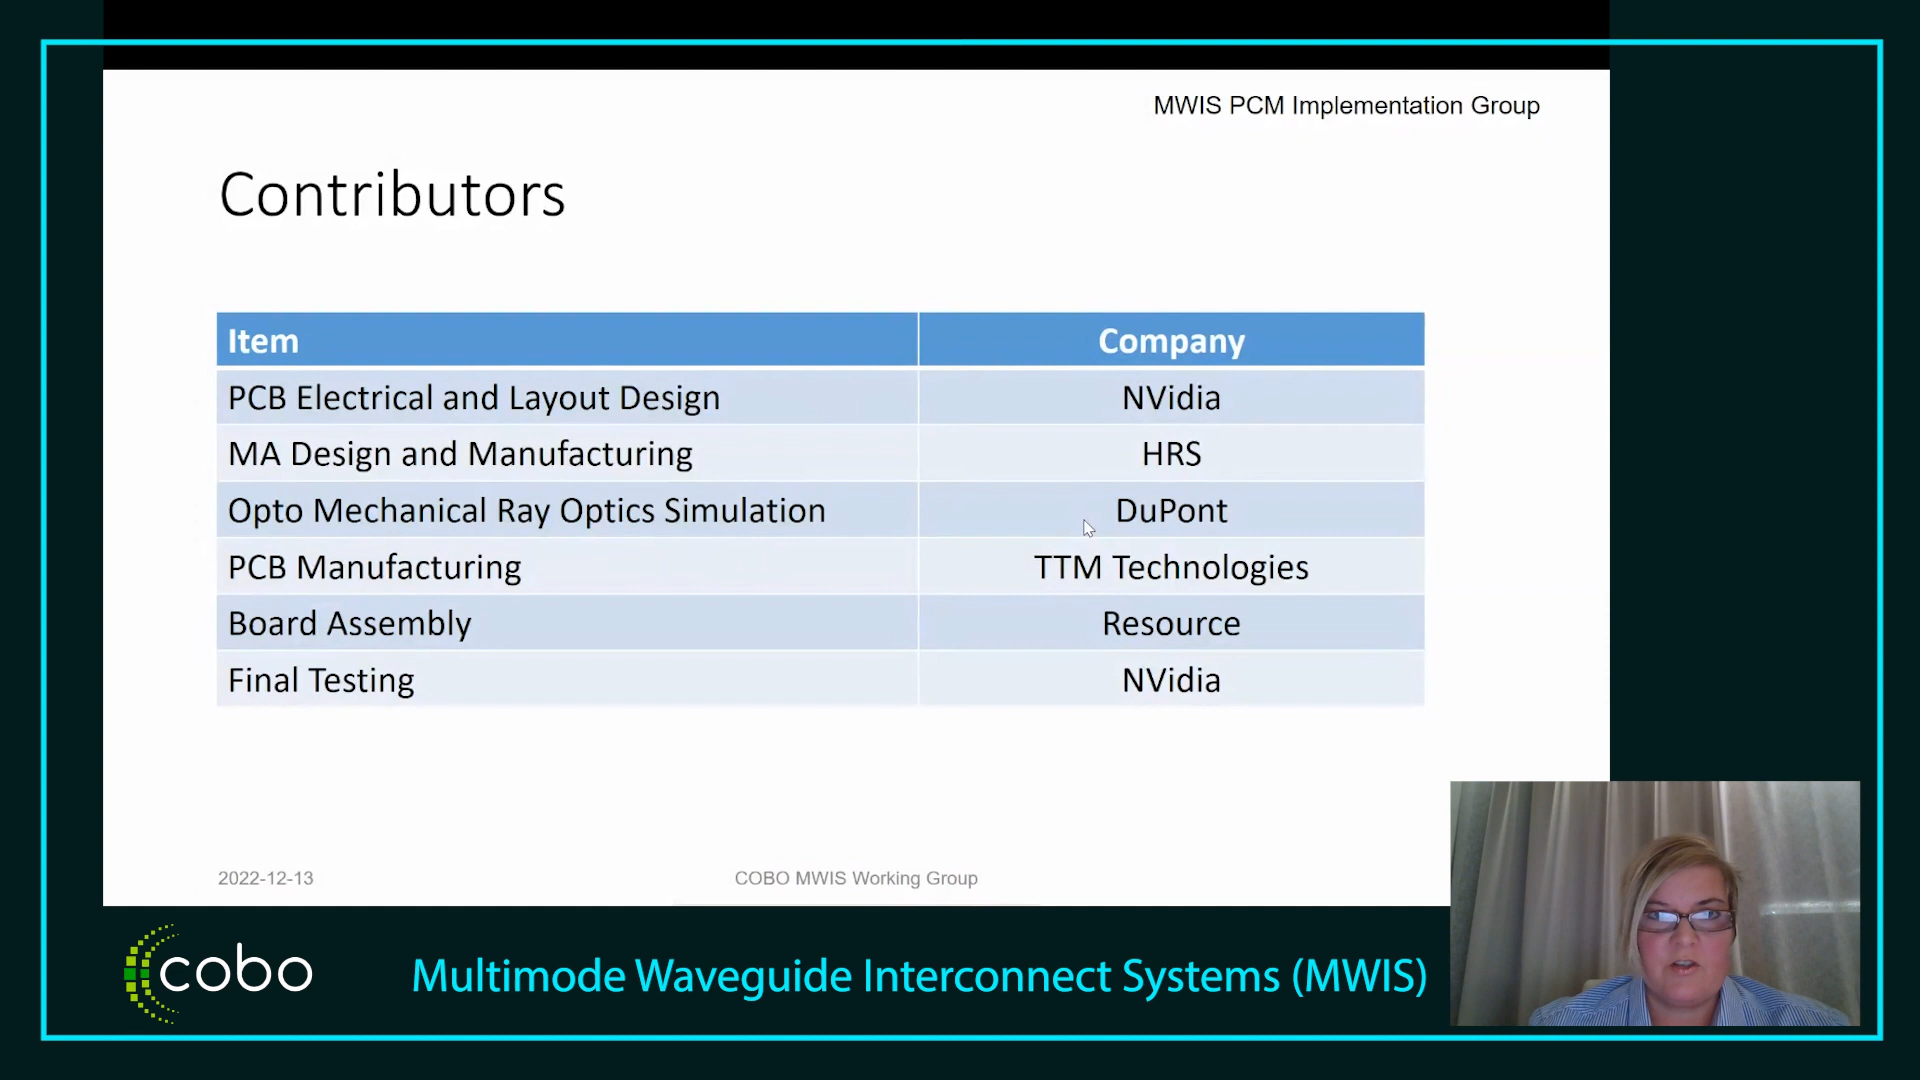 MWIS PCM Implementation Group
Contributors
Item Company
PCB Electrical and Layout Design NVidia
MA Design and Manufacturing HRS
Opto Mechanical Ray Optics Simulation DuPont
PCB Manufacturing TTM Technologies
Board Assembly Resource
Final Testing NVidia
2022-12-13 COBO MWIS Working Group
cobo Multimode Waveguide Interconnect Systems (MWIS)